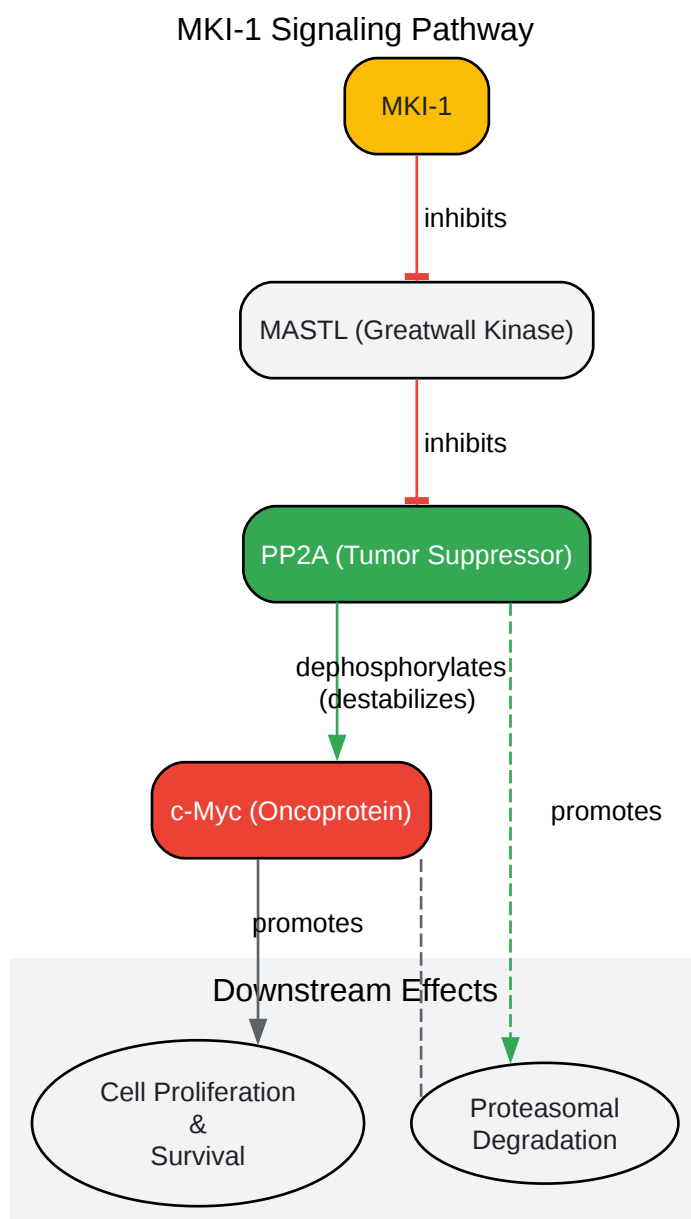 MKI-1 Signaling Pathway
MKI-1
inhibits
MASTL (Greatwall Kinase)
inhibits
PP2A (Tumor Suppressor)
dephosphorylates
(destabilizes)
c-Myc (Oncoprotein)
promotes
promotes
Downstream Effects
Cell Proliferation
&
Survival
Proteasomal
Degradation